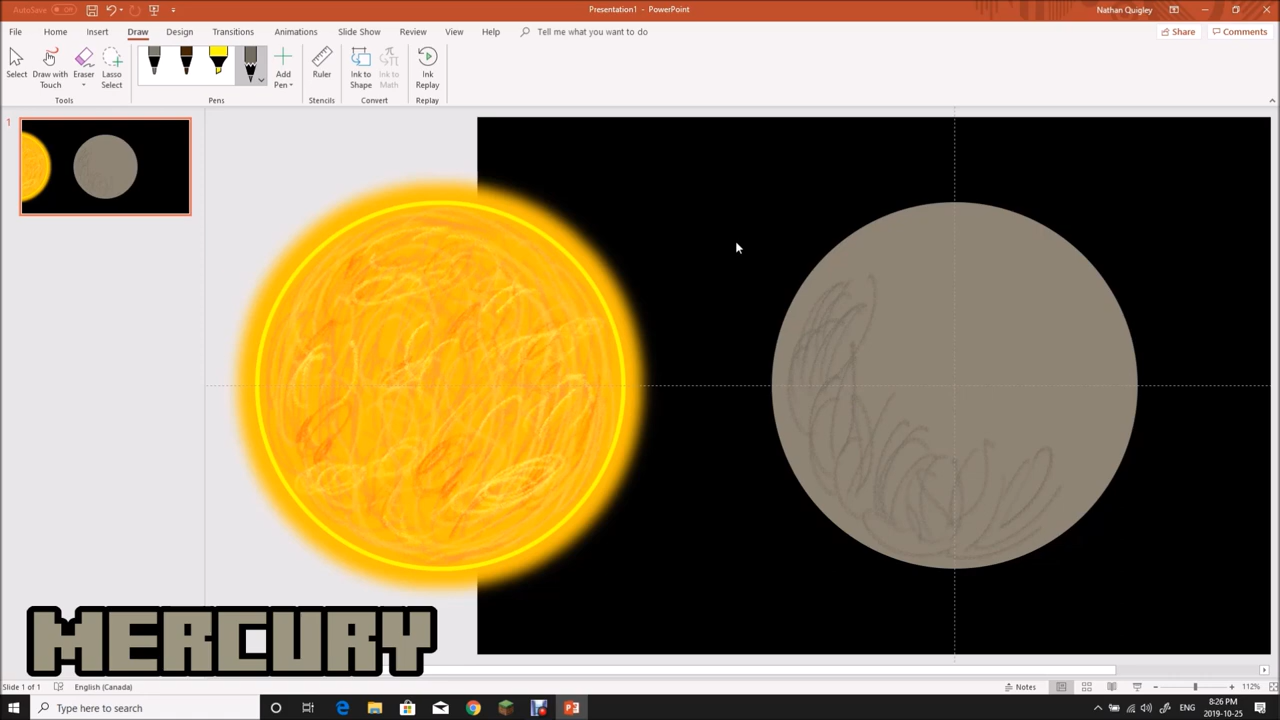 AutoSave Off
Presentation1 - PowerPoint
Nathan Quigley
File Home Insert Draw Design Transitions Animations Slide Show Review View Help Tell me what you want to do
Share Comments
Select Draw with Touch Eraser Lasso Select Add Pen Ruler Ink to Shape Ink to Math Ink Replay
Tools Pens Stencils Convert Replay
1
MERCURY
Slide 1 of 1 English (Canada) Notes 112%
Type here to search
ENG 8:26 PM
2019-10-25